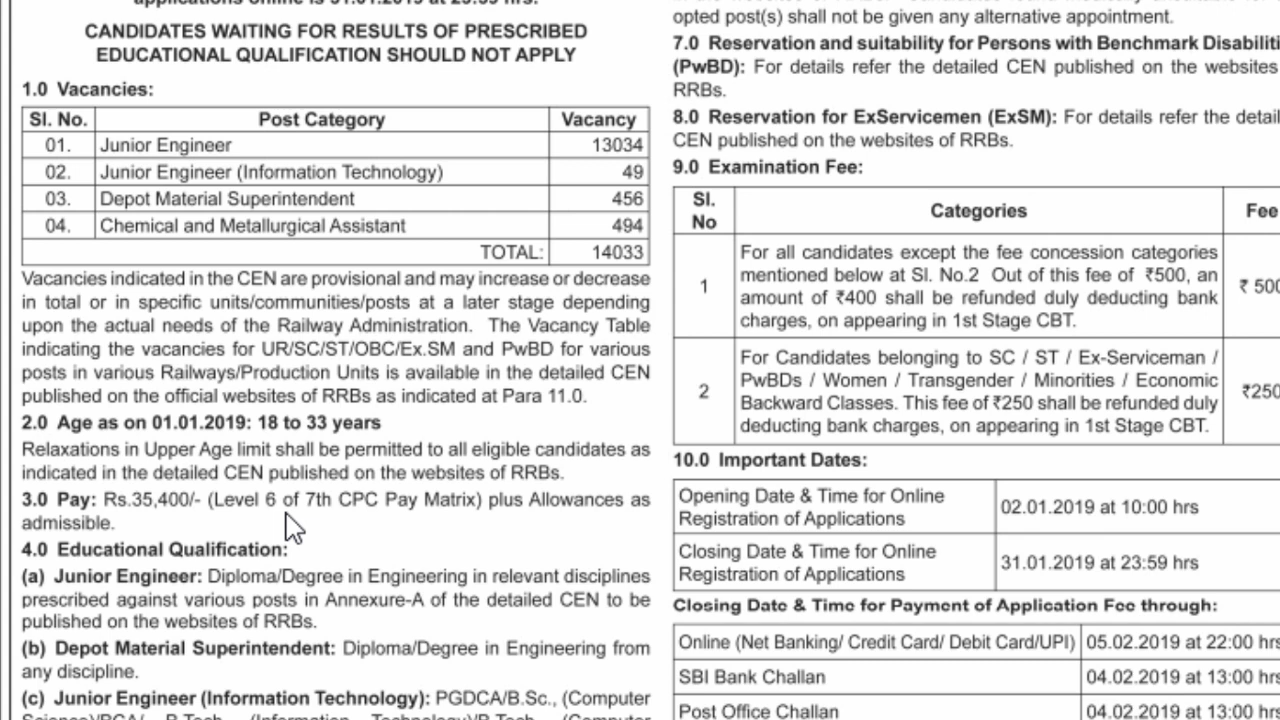 applications online is 31.01.2019 at 23:59 hrs.
CANDIDATES WAITING FOR RESULTS OF PRESCRIBED
EDUCATIONAL QUALIFICATION SHOULD NOT APPLY
1.0 Vacancies:
Sl. No. Post Category Vacancy
01. Junior Engineer 13034
02. Junior Engineer (Information Technology) 49
03. Depot Material Superintendent 456
04. Chemical and Metallurgical Assistant 494
TOTAL: 14033
Vacancies indicated in the CEN are provisional and may increase or decrease
in total or in specific units/communities/posts at a later stage depending
upon the actual needs of the Railway Administration. The Vacancy Table
indicating the vacancies for UR/SC/ST/OBC/Ex.SM and PwBD for various
posts in various Railways/Production Units is available in the detailed CEN
published on the official websites of RRBs as indicated at Para 11.0.
2.0 Age as on 01.01.2019: 18 to 33 years
Relaxations in Upper Age limit shall be permitted to all eligible candidates as
indicated in the detailed CEN published on the websites of RRBs.
3.0 Pay: Rs.35,400/- (Level 6 of 7th CPC Pay Matrix) plus Allowances as
admissible.
4.0 Educational Qualification:
(a) Junior Engineer: Diploma/Degree in Engineering in relevant disciplines
prescribed against various posts in Annexure-A of the detailed CEN to be
published on the websites of RRBs.
(b) Depot Material Superintendent: Diploma/Degree in Engineering from
any discipline.
(c) Junior Engineer (Information Technology): PGDCA/B.Sc., (Computer
opted post(s) shall not be given any alternative appointment.
7.0 Reservation and suitability for Persons with Benchmark Disabiliti
(PwBD): For details refer the detailed CEN published on the websites
RRBs.
8.0 Reservation for ExServicemen (ExSM): For details refer the detail
CEN published on the websites of RRBs.
9.0 Examination Fee:
Sl. No Categories Fee
1 For all candidates except the fee concession categories
mentioned below at Sl. No.2 Out of this fee of ₹500, an
amount of ₹400 shall be refunded duly deducting bank
charges, on appearing in 1st Stage CBT. ₹ 500
2 For Candidates belonging to SC / ST / Ex-Serviceman /
PwBDs / Women / Transgender / Minorities / Economic
Backward Classes. This fee of ₹250 shall be refunded duly
deducting bank charges, on appearing in 1st Stage CBT. ₹250
10.0 Important Dates:
Opening Date & Time for Online
Registration of Applications 02.01.2019 at 10:00 hrs
Closing Date & Time for Online
Registration of Applications 31.01.2019 at 23:59 hrs
Closing Date & Time for Payment of Application Fee through:
Online (Net Banking/ Credit Card/ Debit Card/UPI) 05.02.2019 at 22:00 hrs
SBI Bank Challan 04.02.2019 at 13:00 hrs
Post Office Challan 04.02.2019 at 13:00 hrs